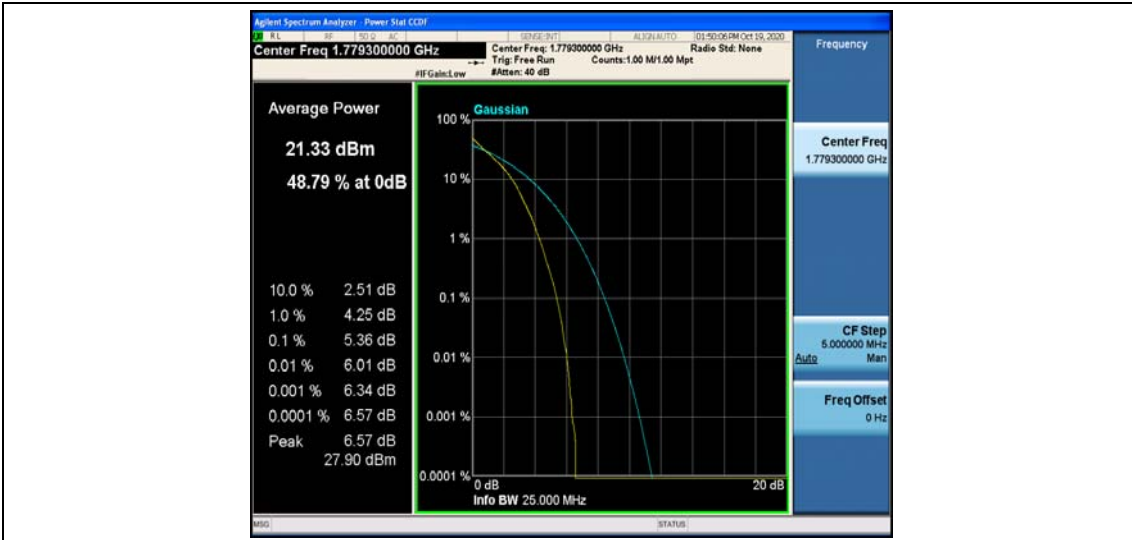 Agilent Spectrum Analyzer - Power Stat CCDF
RL RF 50 Ω AC SENSE:INT ALIGN AUTO 01:50:06 PM Oct 19, 2020
Center Freq 1.779300000 GHz
Center Freq: 1.779300000 GHz Radio Std: None
Trig: Free Run Counts:1.00 M/1.00 Mpt
#IFGain:Low #Atten: 40 dB
Frequency
Average Power
21.33 dBm
48.79 % at 0dB
10.0 % 2.51 dB
1.0 % 4.25 dB
0.1 % 5.36 dB
0.01 % 6.01 dB
0.001 % 6.34 dB
0.0001 % 6.57 dB
Peak 6.57 dB
27.90 dBm
Gaussian
100 %
10 %
1 %
0.1 %
0.01 %
0.001 %
0.0001 %
0 dB 20 dB
Info BW 25.000 MHz
Center Freq
1.779300000 GHz
CF Step
5.000000 MHz
Auto Man
Freq Offset
0 Hz
MSG STATUS